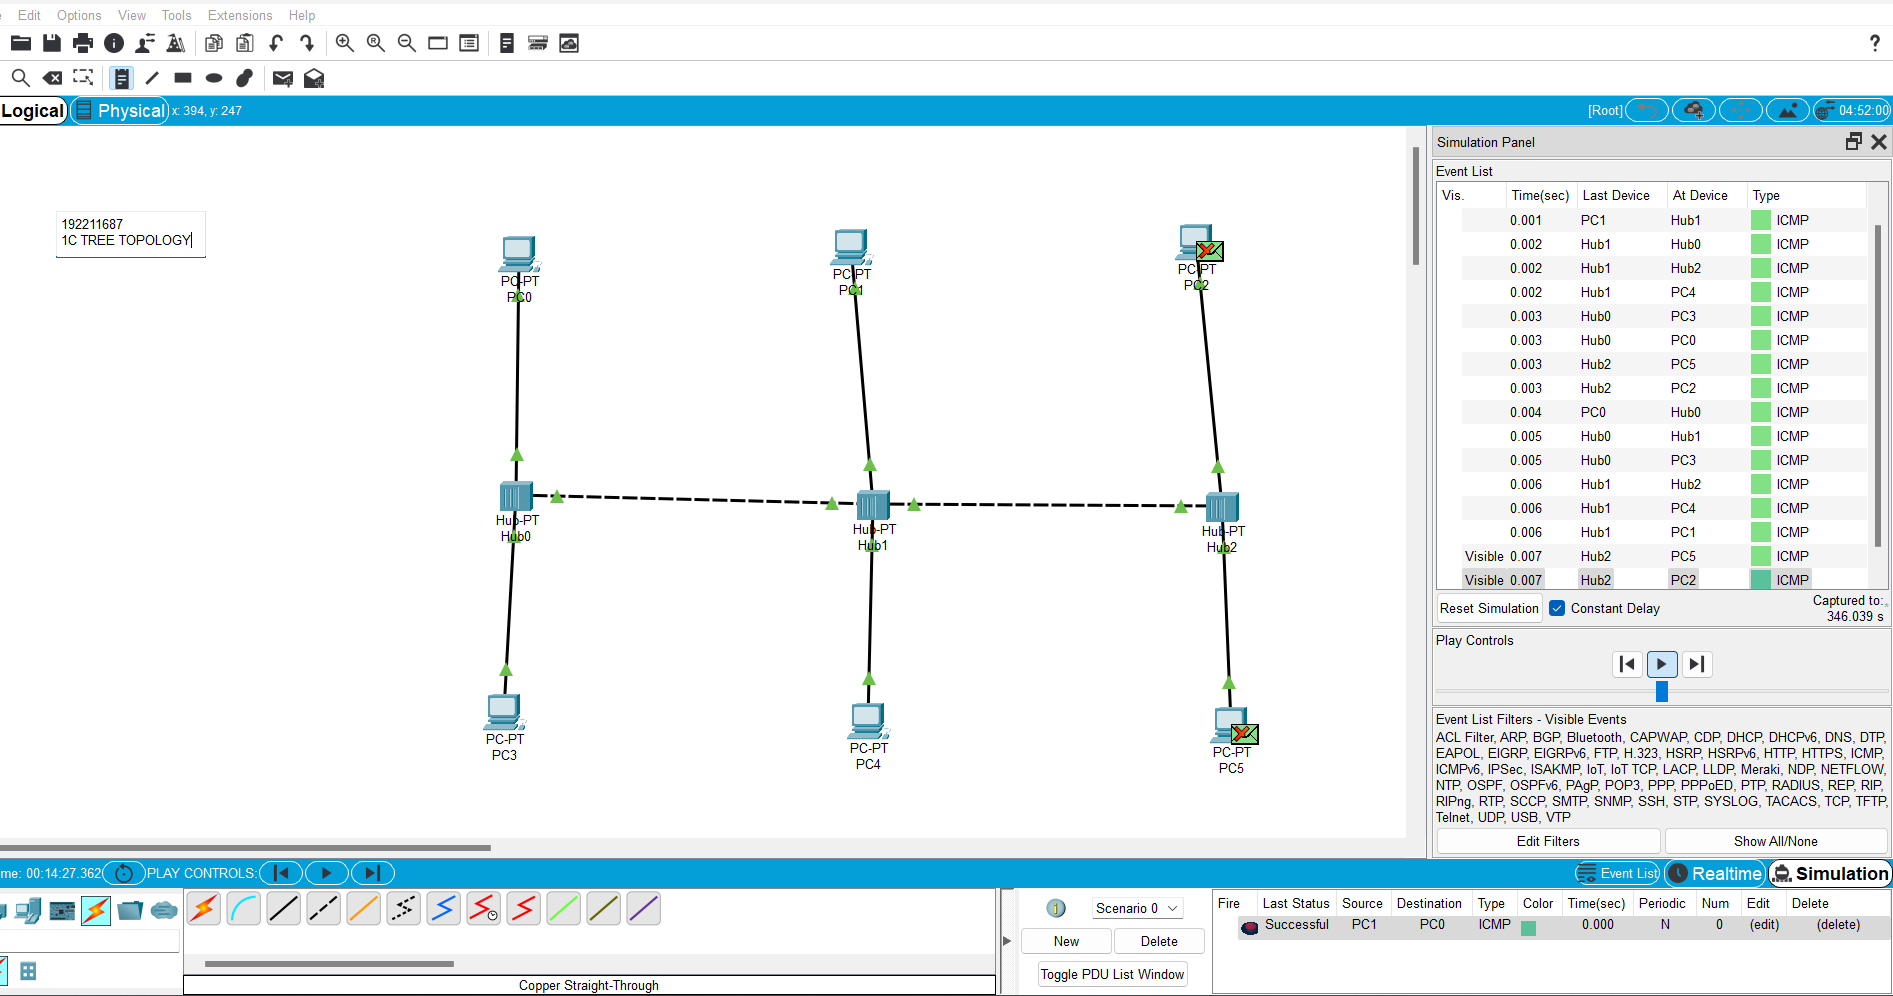 Edit Options View Tools Extensions Help
?
Logical Physical x: 394, y: 247 [Root] 04:52:00
192211687
1C TREE TOPOLOGY
PC-PT
PC0
PC-PT
PC1
PC-PT
PC2
Hub-PT
Hub0
Hub-PT
Hub1
Hub-PT
Hub2
PC-PT
PC3
PC-PT
PC4
PC-PT
PC5
Simulation Panel
Event List
Vis. Time(sec) Last Device At Device Type
0.001 PC1 Hub1 ICMP
0.002 Hub1 Hub0 ICMP
0.002 Hub1 Hub2 ICMP
0.002 Hub1 PC4 ICMP
0.003 Hub0 PC3 ICMP
0.003 Hub0 PC0 ICMP
0.003 Hub2 PC5 ICMP
0.003 Hub2 PC2 ICMP
0.004 PC0 Hub0 ICMP
0.005 Hub0 Hub1 ICMP
0.005 Hub0 PC3 ICMP
0.006 Hub1 Hub2 ICMP
0.006 Hub1 PC4 ICMP
0.006 Hub1 PC1 ICMP
Visible 0.007 Hub2 PC5 ICMP
Visible 0.007 Hub2 PC2 ICMP
Reset Simulation Constant Delay Captured to:
346.039 s
Play Controls
Event List Filters - Visible Events
ACL Filter, ARP, BGP, Bluetooth, CAPWAP, CDP, DHCP, DHCPv6, DNS, DTP,
EAPOL, EIGRP, EIGRPv6, FTP, H.323, HSRP, HSRPv6, HTTP, HTTPS, ICMP,
ICMPv6, IPSec, ISAKMP, IoT, IoT TCP, LACP, LLDP, Meraki, NDP, NETFLOW,
NTP, OSPF, OSPFv6, PAgP, POP3, PPP, PPPoED, PTP, RADIUS, REP, RIP,
RIPng, RTP, SCCP, SMTP, SNMP, SSH, STP, SYSLOG, TACACS, TCP, TFTP,
Telnet, UDP, USB, VTP
Edit Filters Show All/None
me: 00:14:27.362 PLAY CONTROLS: Event List Realtime Simulation
Scenario 0
New Delete
Toggle PDU List Window
Fire Last Status Source Destination Type Color Time(sec) Periodic Num Edit Delete
Successful PC1 PC0 ICMP 0.000 N 0 (edit) (delete)
Copper Straight-Through